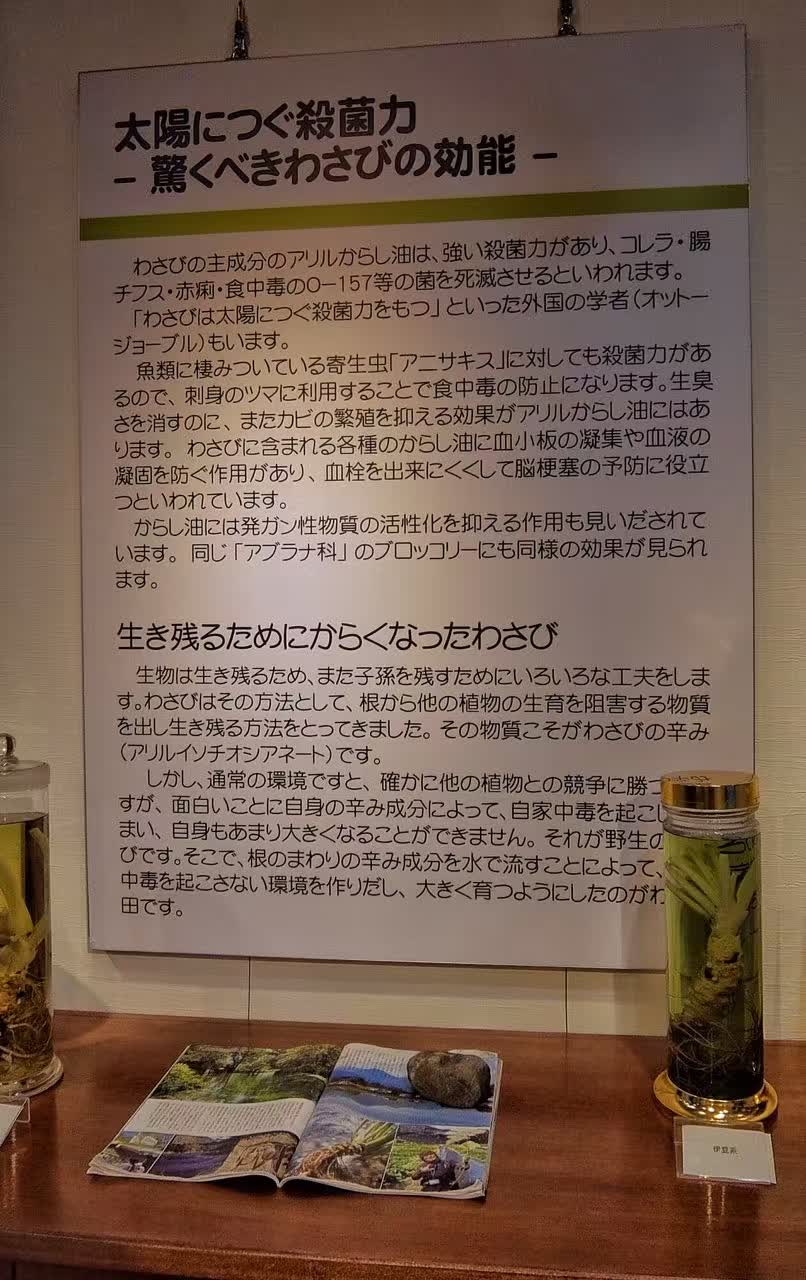 太陽につぐ殺菌力
− 驚くべきわさびの効能 −
わさびの主成分のアリルからし油は、強い殺菌力があり、コレラ・腸
チフス・赤痢・食中毒のO−157等の菌を死滅させるといわれます。
「わさびは太陽につぐ殺菌力をもつ」といった外国の学者（オットー
ジョーブル）もいます。
魚類に棲みついている寄生虫「アニサキス」に対しても殺菌力があ
るので、刺身のツマに利用することで食中毒の防止になります。生臭
さを消すのに、またカビの繁殖を抑える効果がアリルからし油にはあ
ります。 わさびに含まれる各種のからし油に血小板の凝集や血液の
凝固を防ぐ作用があり、血栓を出来にくくして脳梗塞の予防に役立
つといわれています。
からし油には発ガン性物質の活性化を抑える作用も見いだされて
います。 同じ「アブラナ科」のブロッコリーにも同様の効果が見られ
ます。
生き残るためにからくなったわさび
生物は生き残るため、また子孫を残すためにいろいろな工夫をしま
す。わさびはその方法として、根から他の植物の生育を阻害する物質
を出し生き残る方法をとってきました。その物質こそがわさびの辛み
（アリルイソチオシアネート）です。
しかし、通常の環境ですと、確かに他の植物との競争に勝つ
すが、面白いことに自身の辛み成分によって、自家中毒を起こし
まい、自身もあまり大きくなることができません。それが野生の
びです。そこで、根のまわりの辛み成分を水で流すことによって、
中毒を起こさない環境を作りだし、大きく育つようにしたのがわ
田です。
伊豆系